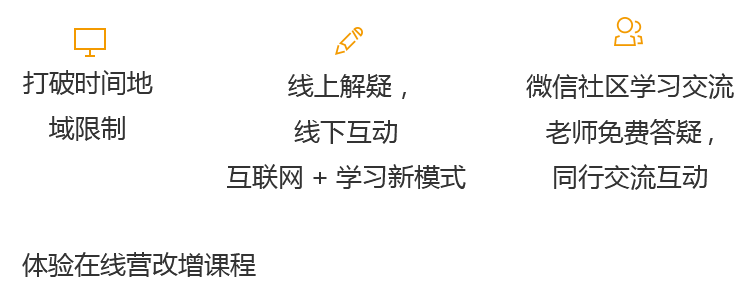 打破时间地
域限制
线上解疑，
线下互动
互联网 + 学习新模式
微信社区学习交流
老师免费答疑，
同行交流互动
体验在线营改增课程